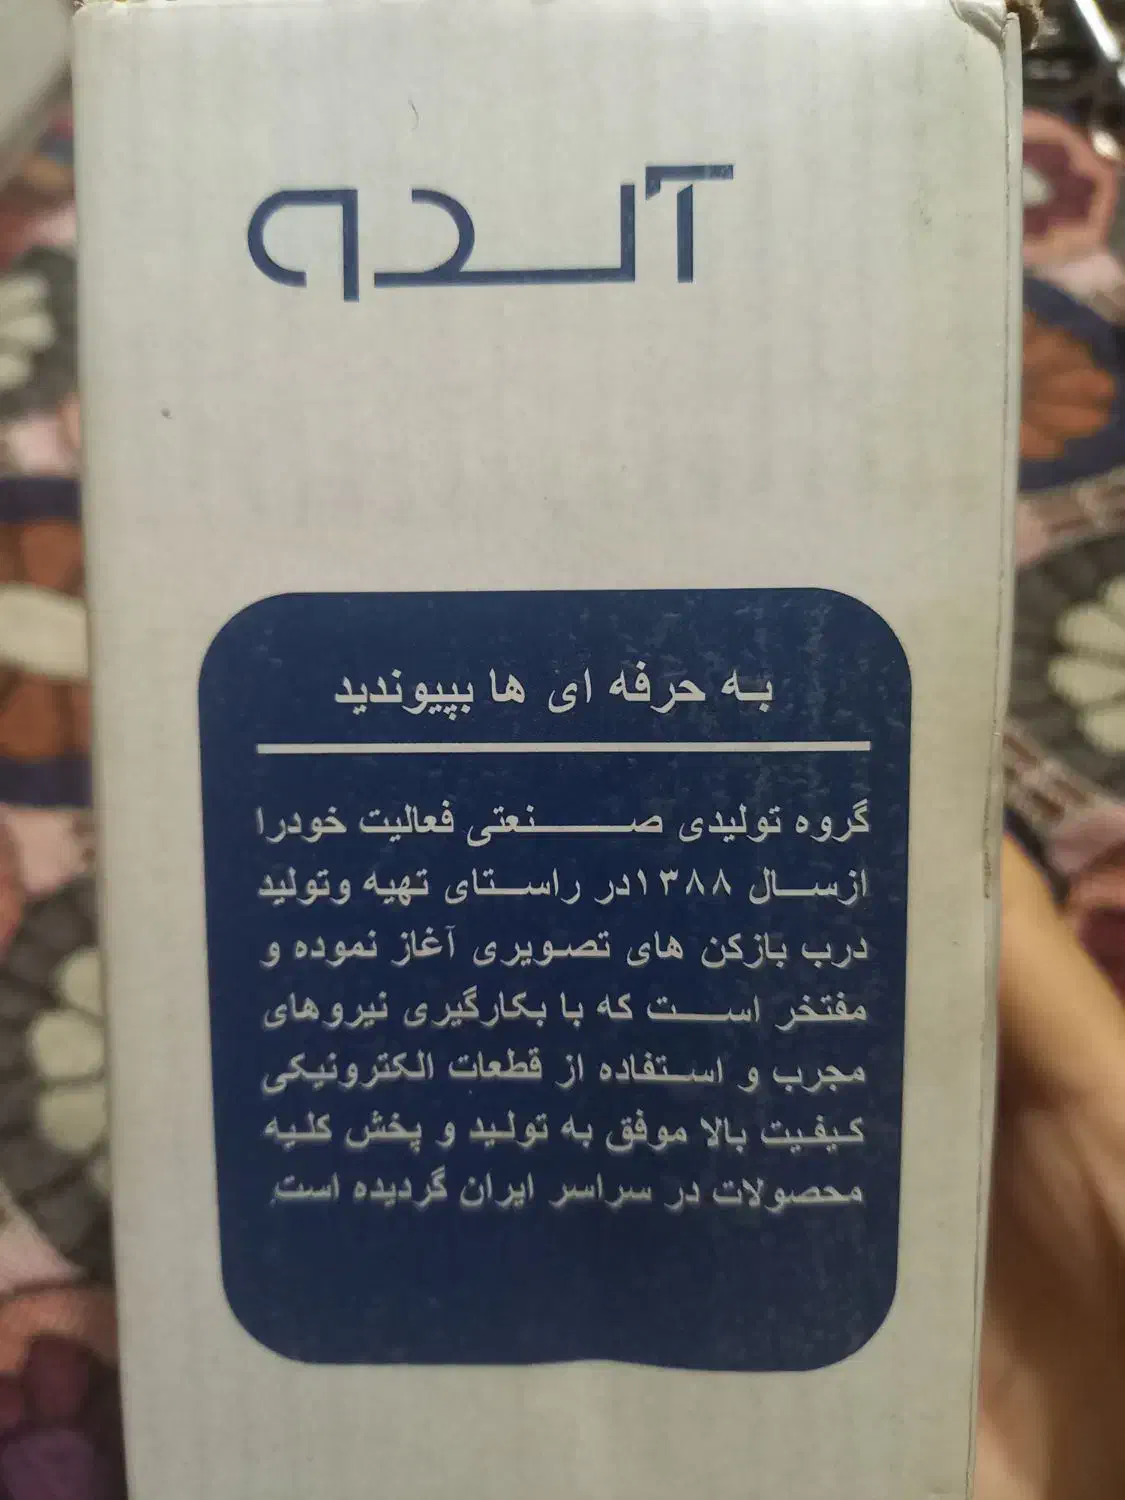 آلدو
به حرفه ای ها بپیوندید
گروه تولیدی صنعتی فعالیت خودرا
ازسال ۱۳۸۸در راستای تهیه وتولید
درب بازکن های تصویری آغاز نموده و
مفتخر است که با بکارگیری نیروهای
مجرب و استفاده از قطعات الکترونیکی
کیفیت بالا موفق به تولید و پخش کلیه
محصولات در سراسر ایران گردیده است.